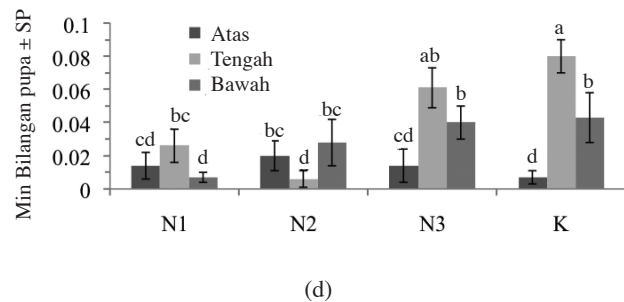 Min Bilangan pupa ± SP
0.1
0.08
0.06
0.04
0.02
0
Atas
Tengah
Bawah
cd
bc
d
bc
d
bc
cd
ab
b
d
a
b
N1
N2
N3
K
(d)